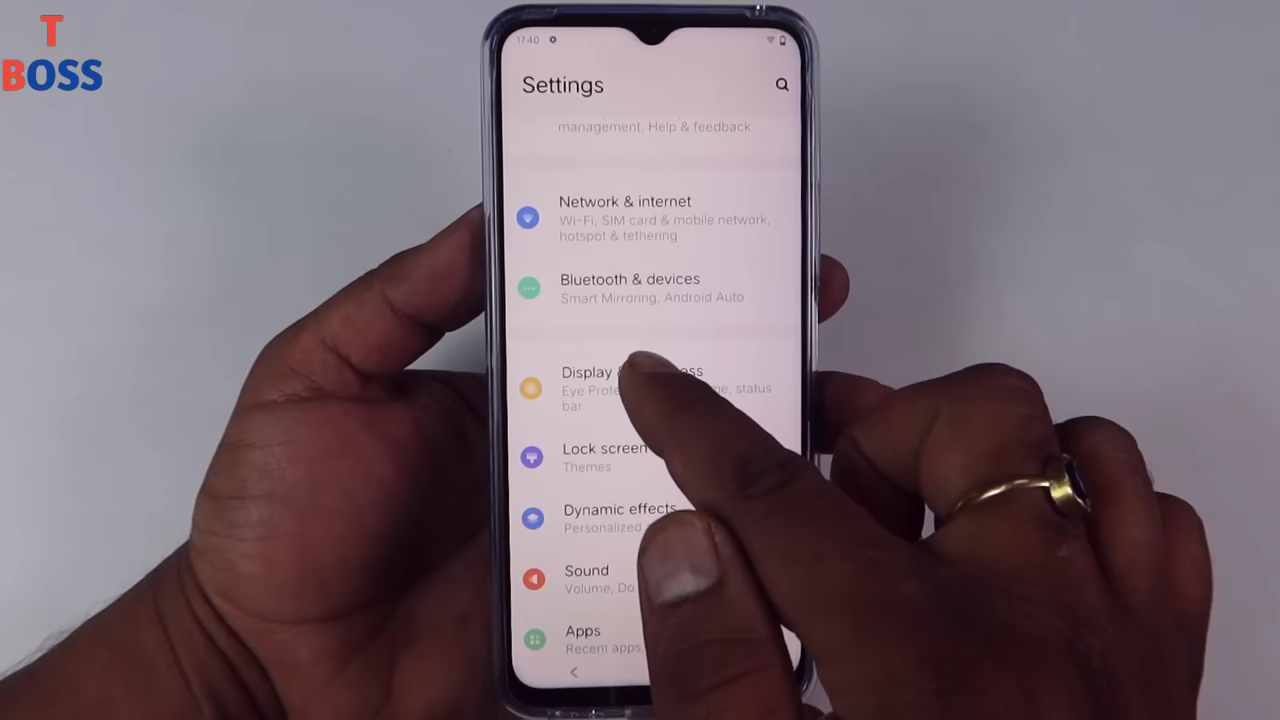 T
BOSS
17:40
Settings
management, Help & feedback
Network & internet
Wi-Fi, SIM card & mobile network,
hotspot & tethering
Bluetooth & devices
Smart Mirroring, Android Auto
Display
Eye status
bar
Lock screen
Themes
Dynamic effects
Personalized
Sound
Volume, Do
Apps
Recent apps,